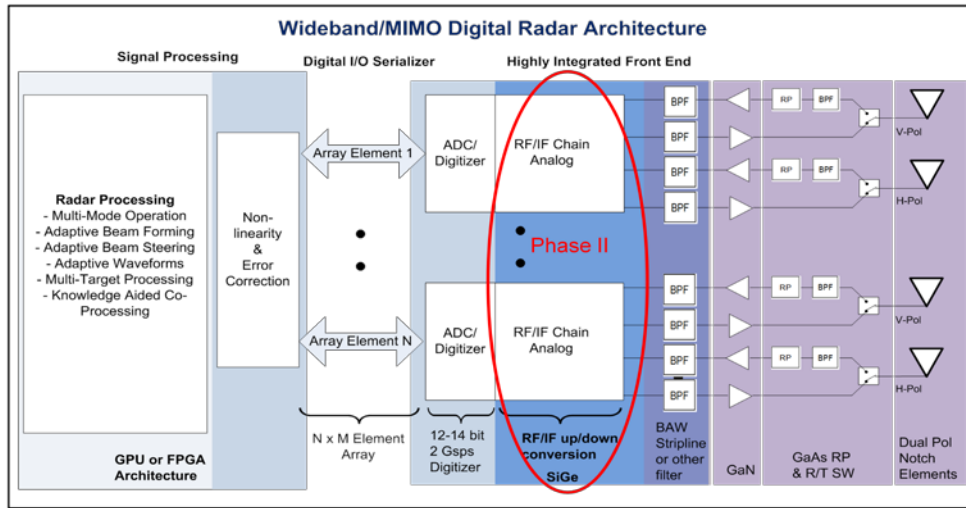 Wideband/MIMO Digital Radar Architecture
Signal Processing
Digital I/O Serializer
Highly Integrated Front End
Radar Processing
- Multi-Mode Operation
- Adaptive Beam Forming
- Adaptive Beam Steering
- Adaptive Waveforms
- Multi-Target Processing
- Knowledge Aided Co-
Processing
Non-
linearity
&
Error
Correction
GPU or FPGA
Architecture
Array Element 1
Array Element N
N x M Element
Array
ADC/
Digitizer
ADC/
Digitizer
12-14 bit
2 Gsps
Digitizer
RF/IF Chain
Analog
Phase II
RF/IF Chain
Analog
RF/IF up/down
conversion
SiGe
BPF
BPF
BPF
BPF
BPF
BPF
BPF
BPF
BAW
Stripline
or other
filter
GaN
RP
BPF
RP
BPF
RP
BPF
RP
BPF
GaAs RP
& R/T SW
V-Pol
H-Pol
V-Pol
H-Pol
Dual Pol
Notch
Elements